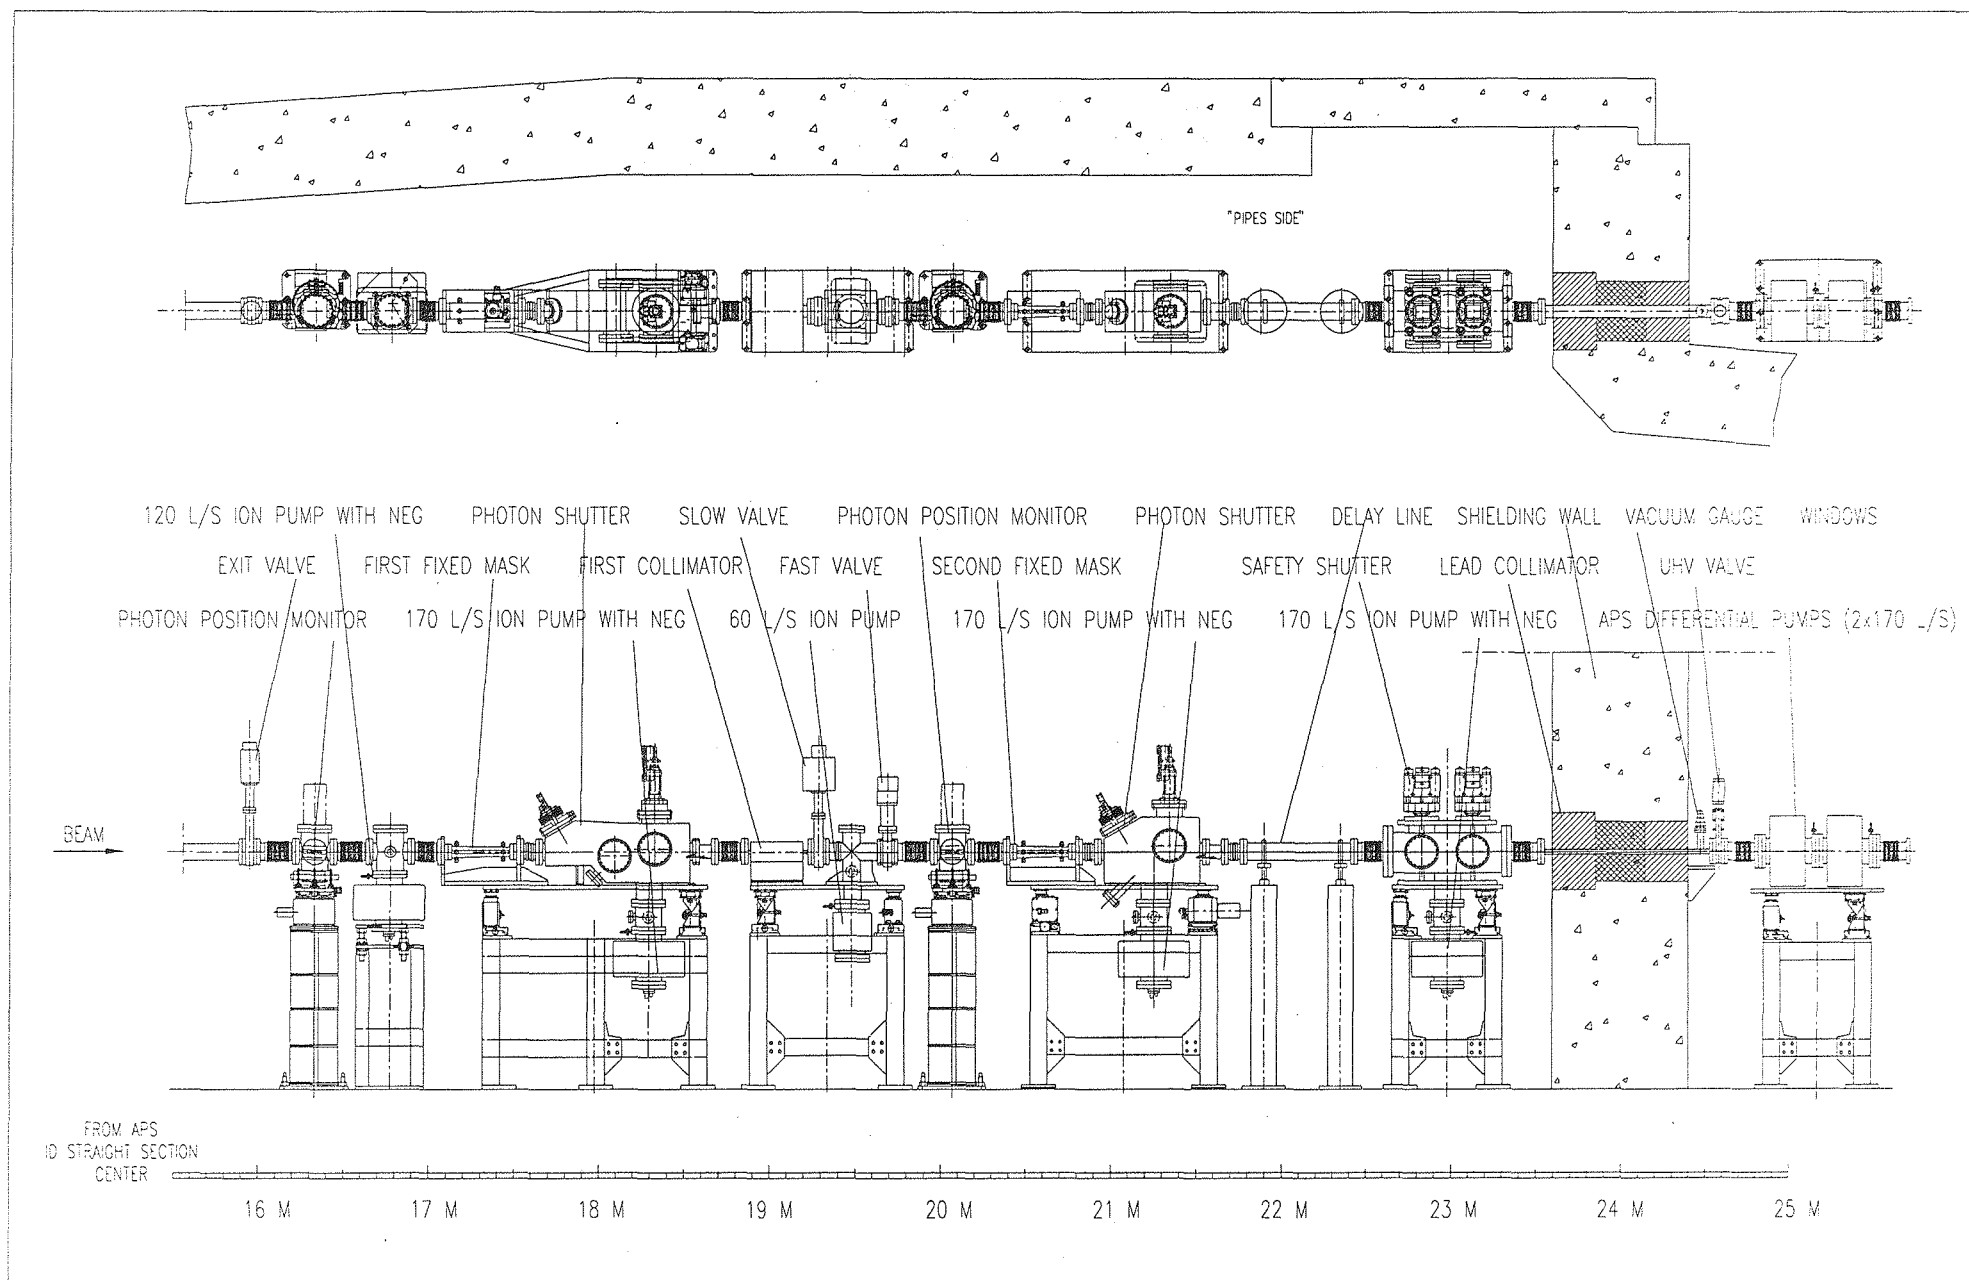 "PIPES SIDE"
120 L/S ION PUMP WITH NEG PHOTON SHUTTER SLOW VALVE PHOTON POSITION MONITOR PHOTON SHUTTER DELAY LINE SHIELDING WALL VACUUM GAUGE WINDOWS
EXIT VALVE FIRST FIXED MASK FIRST COLLIMATOR FAST VALVE SECOND FIXED MASK SAFETY SHUTTER LEAD COLLIMATOR UHV VALVE
PHOTON POSITION MONITOR 170 L/S ION PUMP WITH NEG 60 L/S ION PUMP 170 L/S ION PUMP WITH NEG 170 L/S ION PUMP WITH NEG APS DIFFERENTIAL PUMPS (2x170 L/S)
BEAM
FROM APS
ID STRAIGHT SECTION
CENTER
16 M 17 M 18 M 19 M 20 M 21 M 22 M 23 M 24 M 25 M